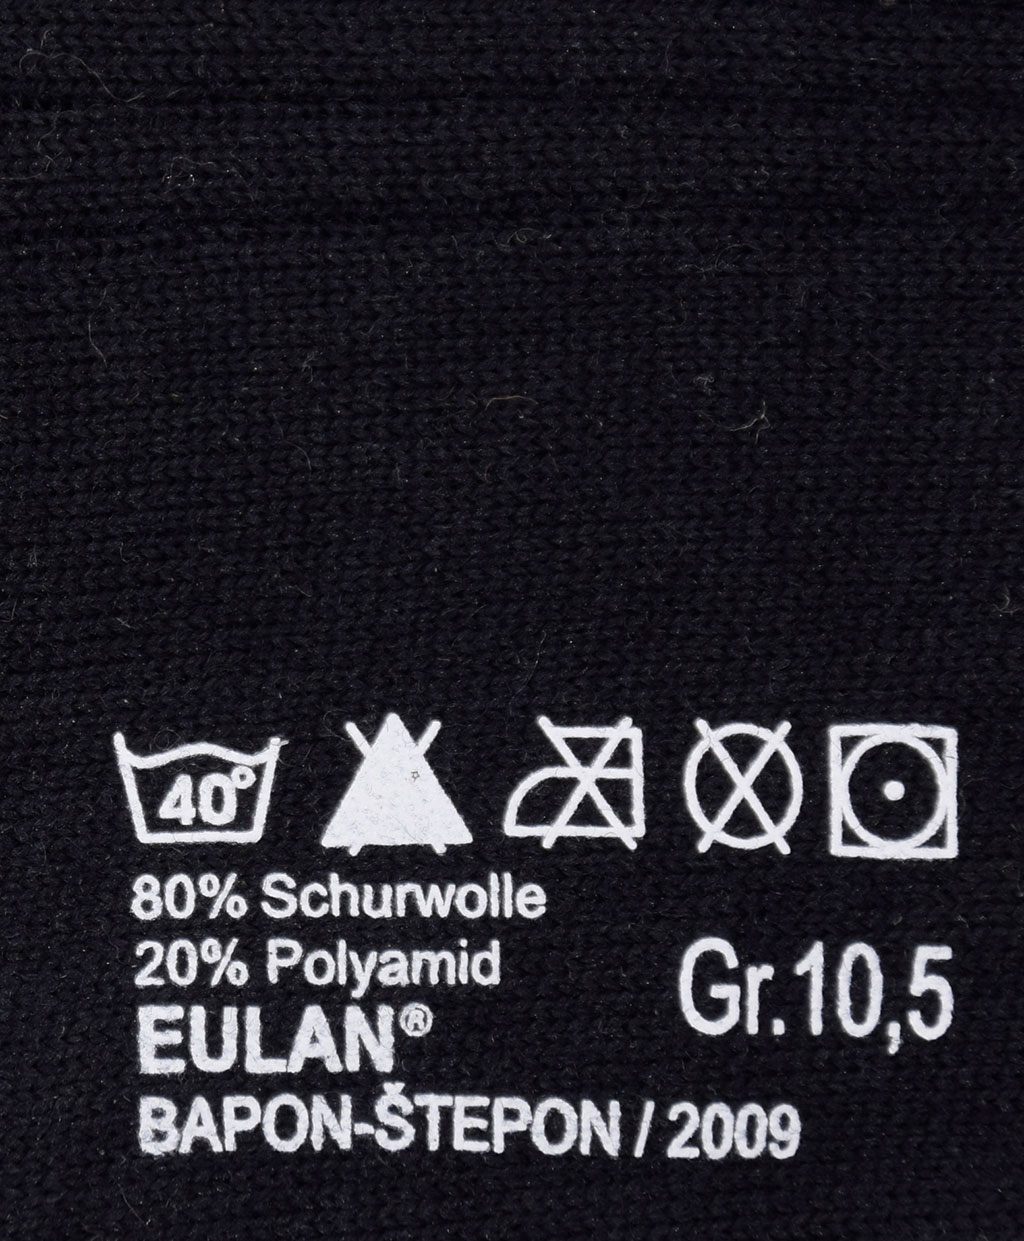 40°
80% Schurwolle
20% Polyamid
Gr.10,5
EULAN®
BAPON-ŠTEPON / 2009